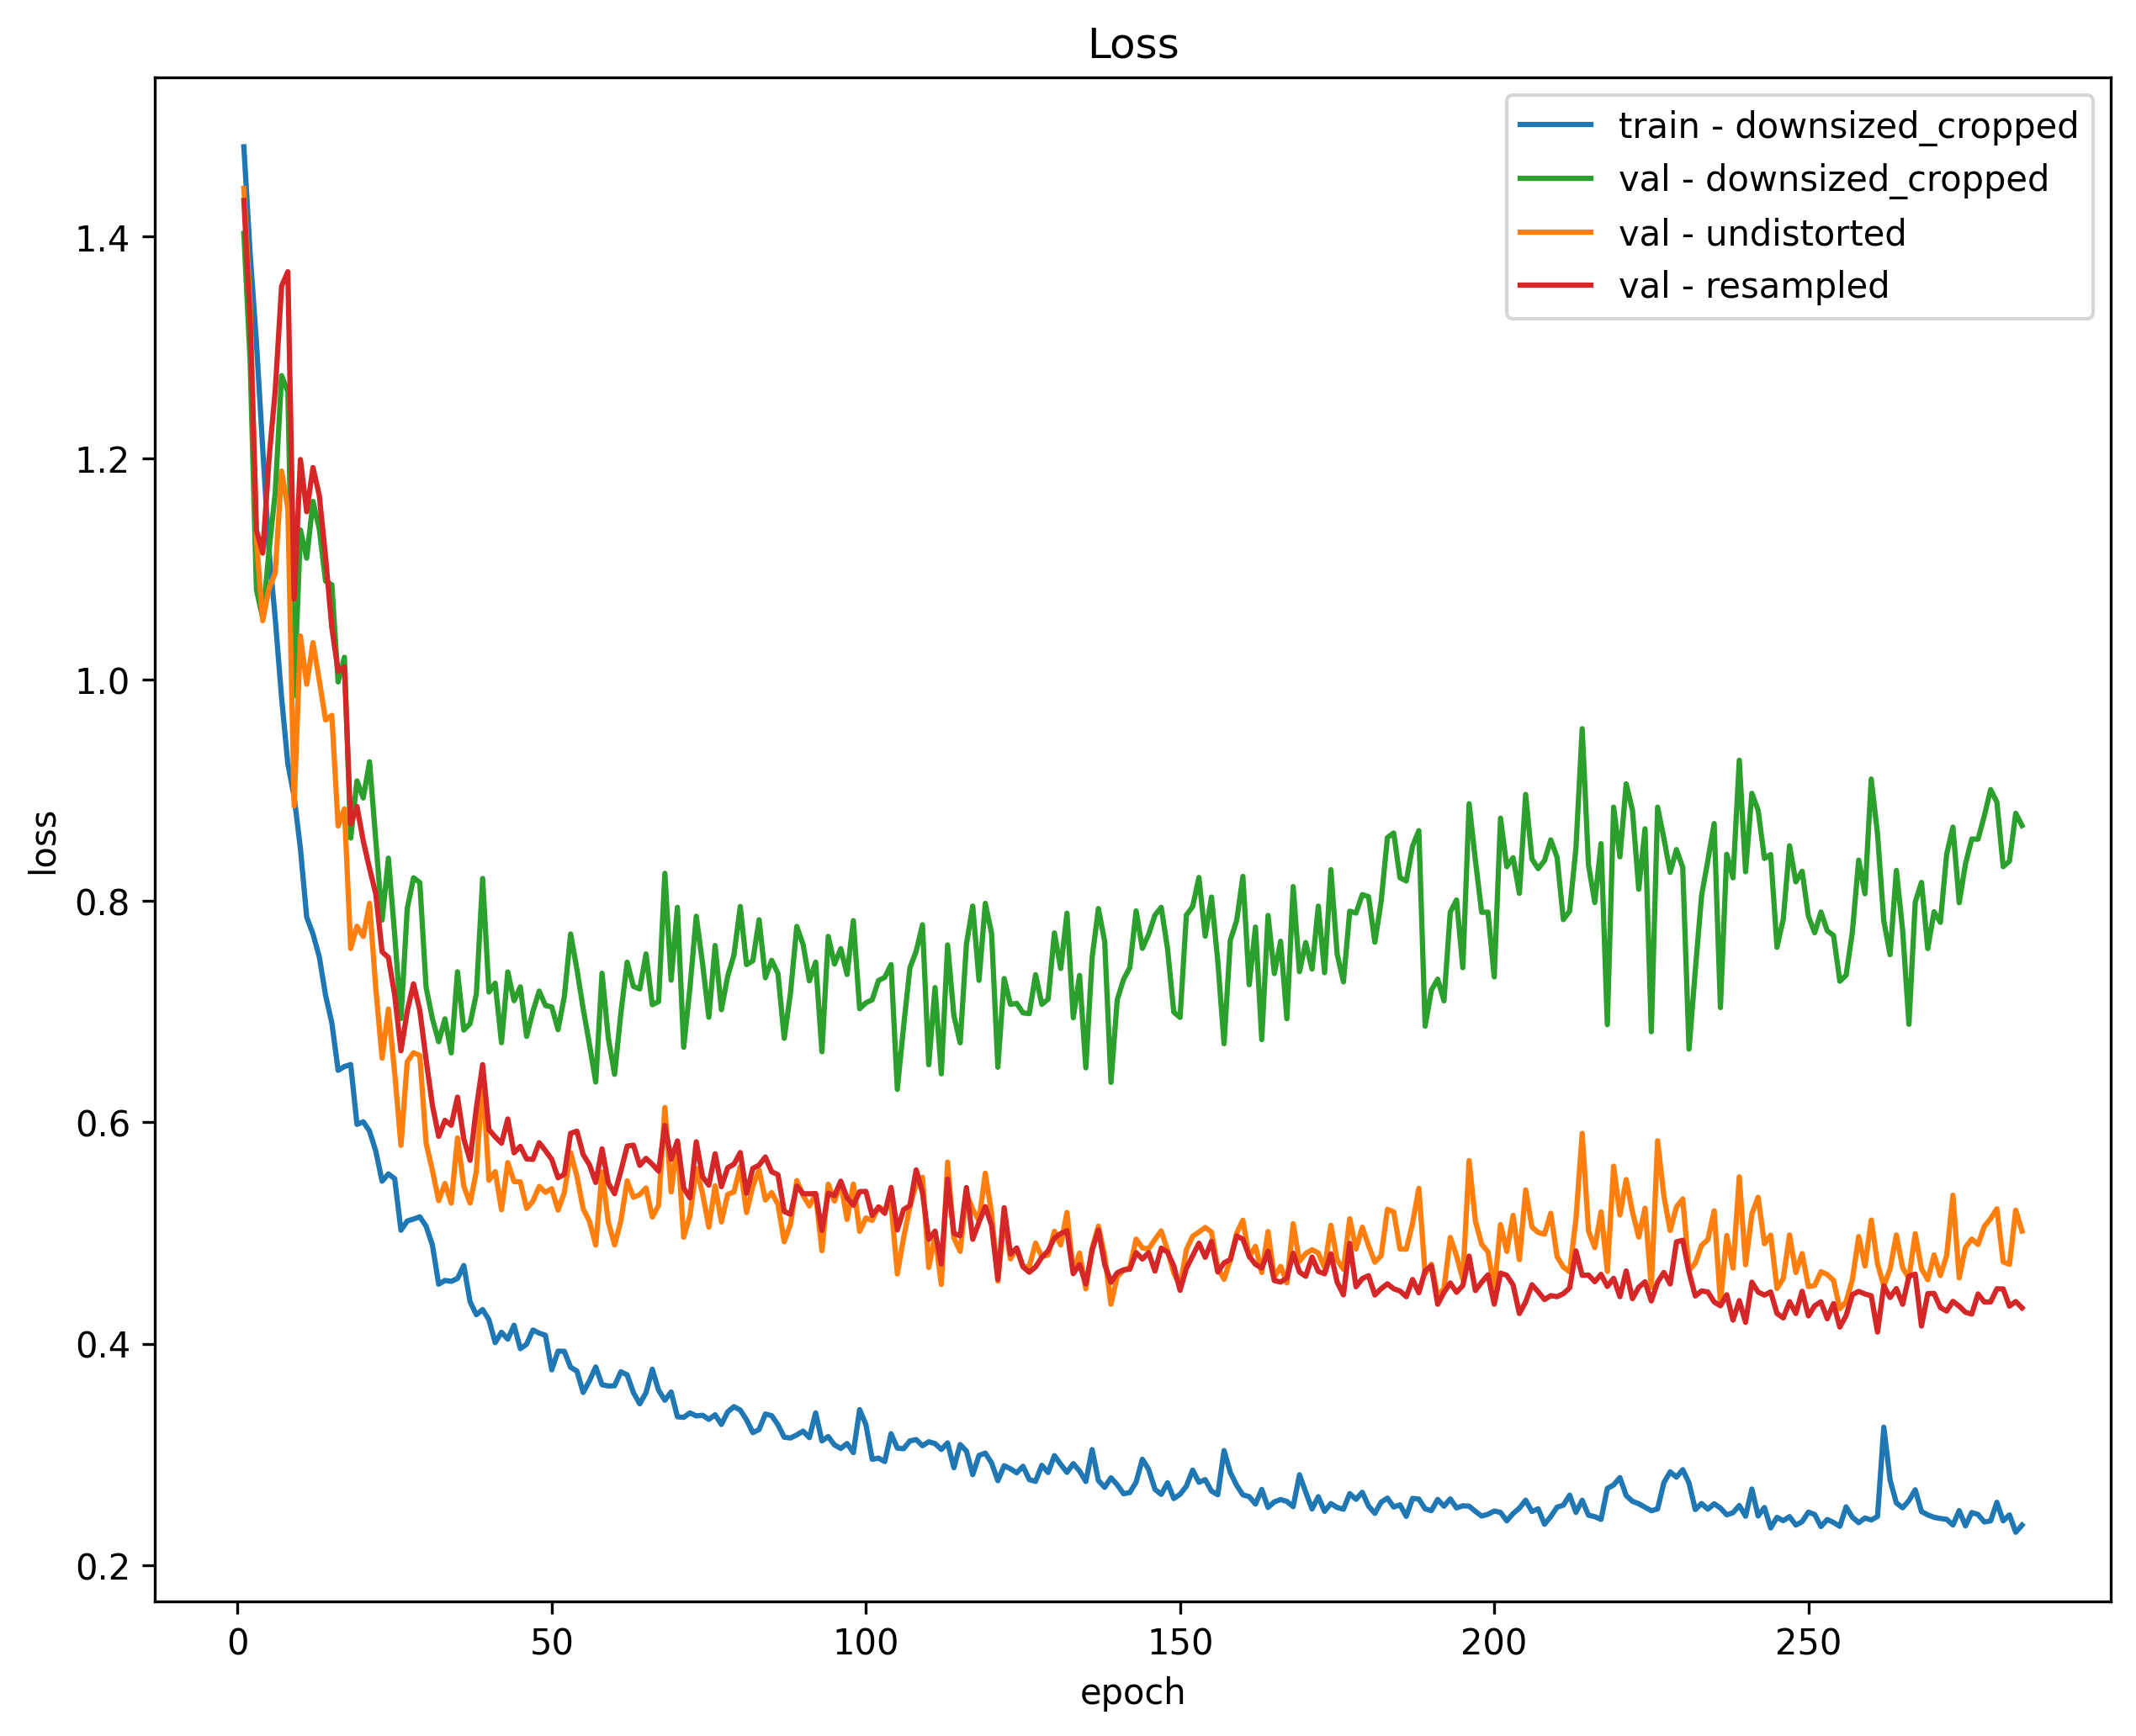 Loss
train - downsized_cropped
val - downsized_cropped
val - undistorted
val - resampled
1.4
1.2
1.0
0.8
0.6
0.4
0.2
loss
0 50 100 150 200 250
epoch